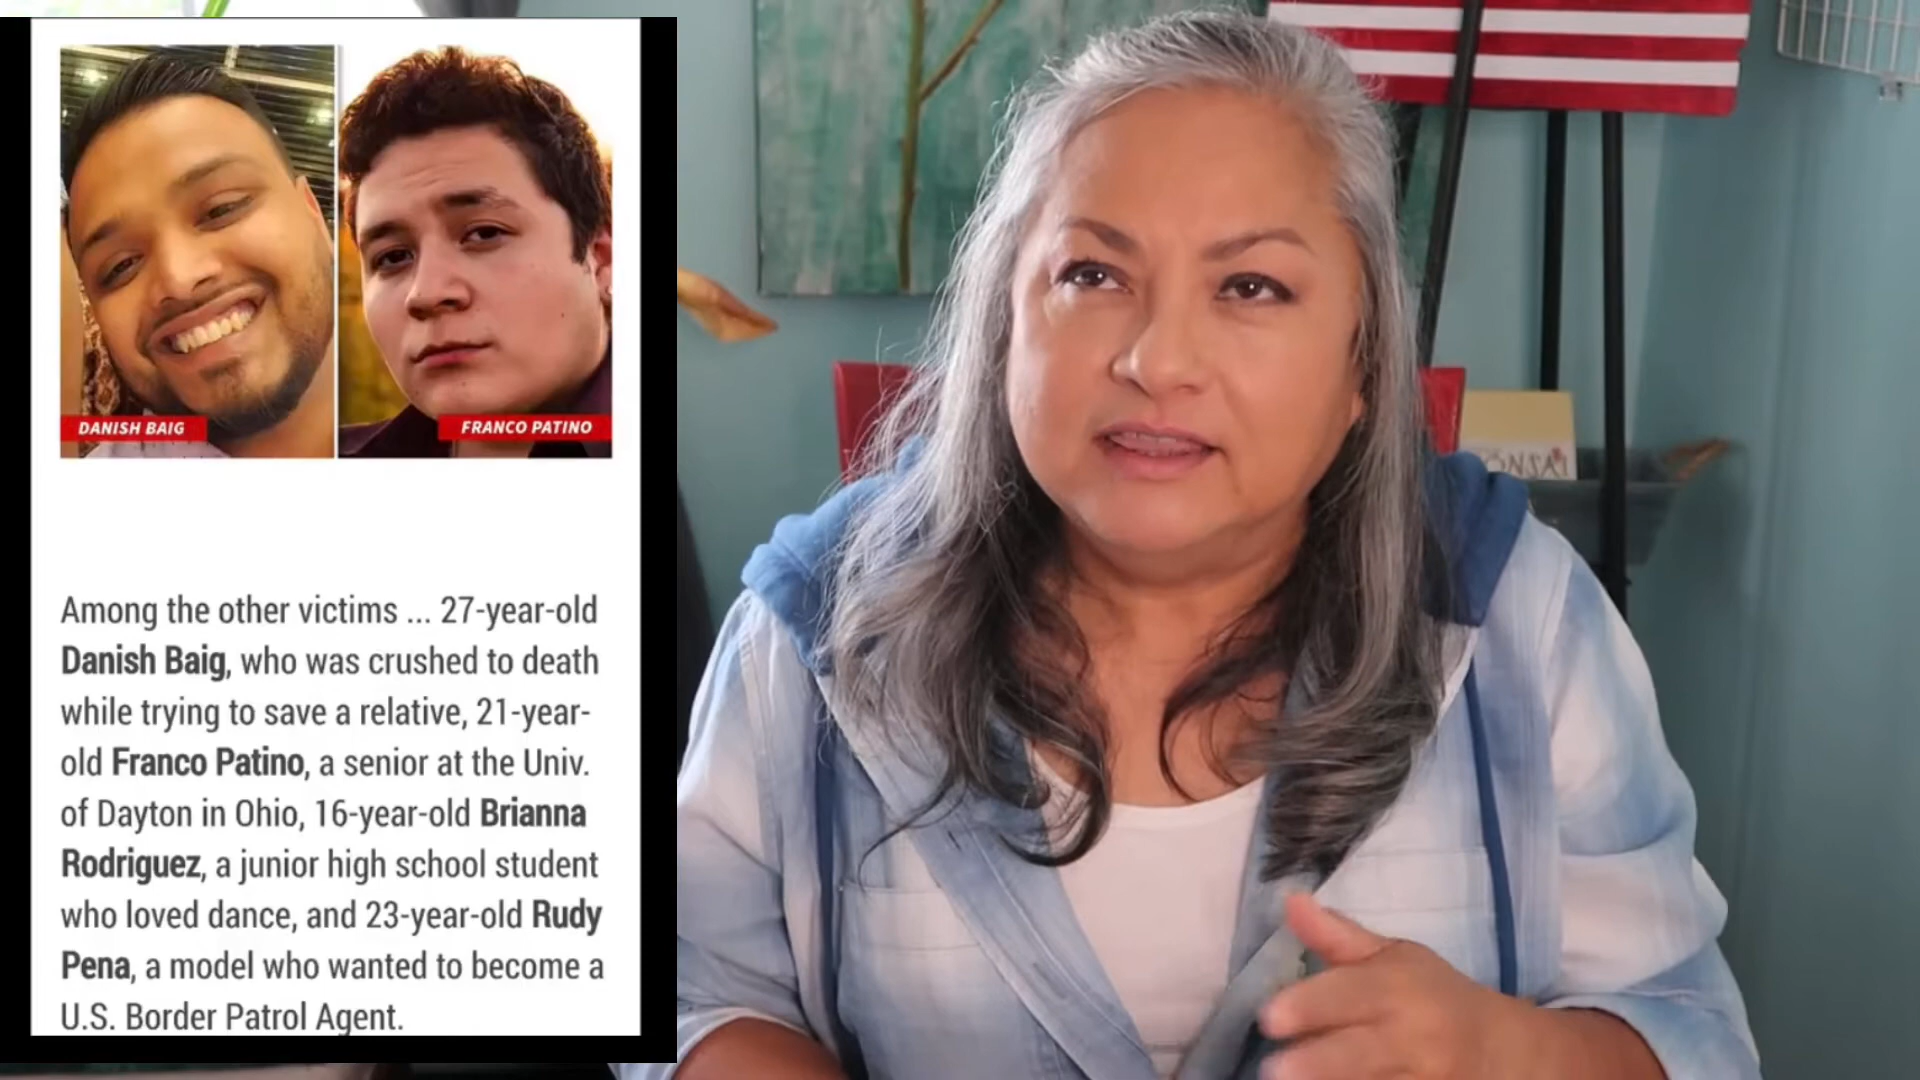 DANISH BAIG
FRANCO PATINO
Among the other victims ... 27-year-old
Danish Baig, who was crushed to death
while trying to save a relative, 21-year-
old Franco Patino, a senior at the Univ.
of Dayton in Ohio, 16-year-old Brianna
Rodriguez, a junior high school student
who loved dance, and 23-year-old Rudy
Pena, a model who wanted to become a
U.S. Border Patrol Agent.
BONSAI